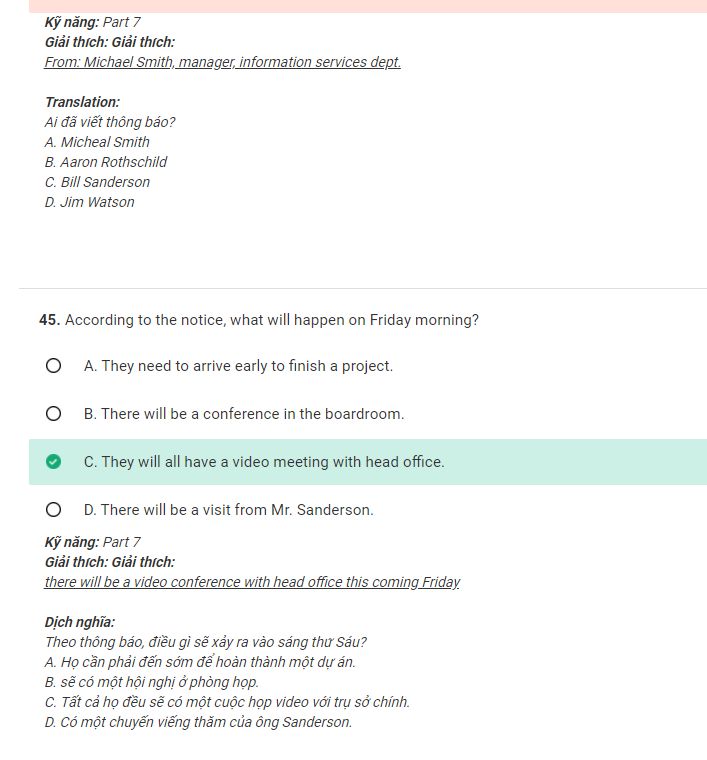 Kỹ năng: Part 7
Giải thích: Giải thích:
From: Michael Smith, manager, information services dept.
Translation:
Ai đã viết thông báo?
A. Micheal Smith
B. Aaron Rothschild
C. Bill Sanderson
D. Jim Watson
45. According to the notice, what will happen on Friday morning?
A. They need to arrive early to finish a project.
B. There will be a conference in the boardroom.
C. They will all have a video meeting with head office.
D. There will be a visit from Mr. Sanderson.
Kỹ năng: Part 7
Giải thích: Giải thích:
there will be a video conference with head office this coming Friday
Dịch nghĩa:
Theo thông báo, điều gì sẽ xảy ra vào sáng thứ Sáu?
A. Họ cần phải đến sớm để hoàn thành một dự án.
B. sẽ có một hội nghị ở phòng họp.
C. Tất cả họ đều sẽ có một cuộc họp video với trụ sở chính.
D. Có một chuyến viếng thăm của ông Sanderson.